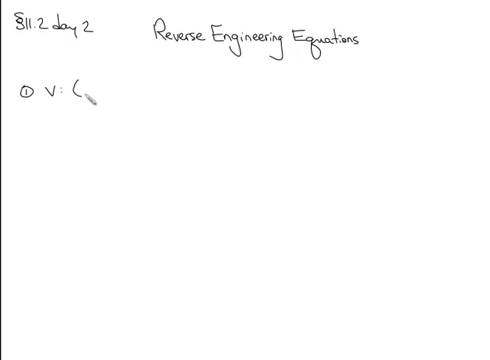 §11.2 day 2
Reverse Engineering Equations
① V: (